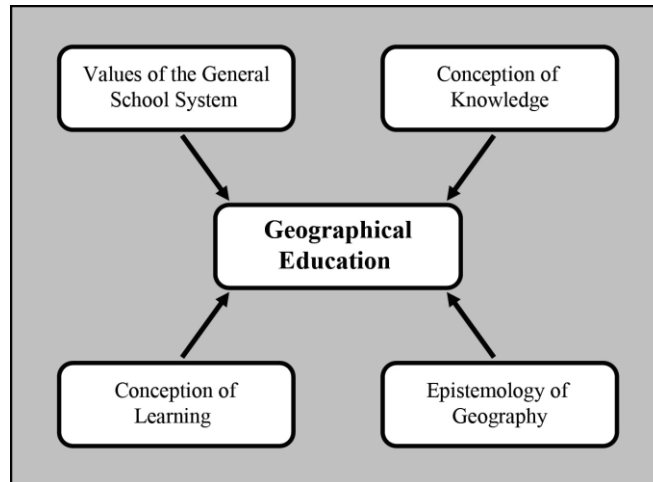 Values of the General
School System
Conception of
Knowledge
Geographical
Education
Conception of
Learning
Epistemology of
Geography